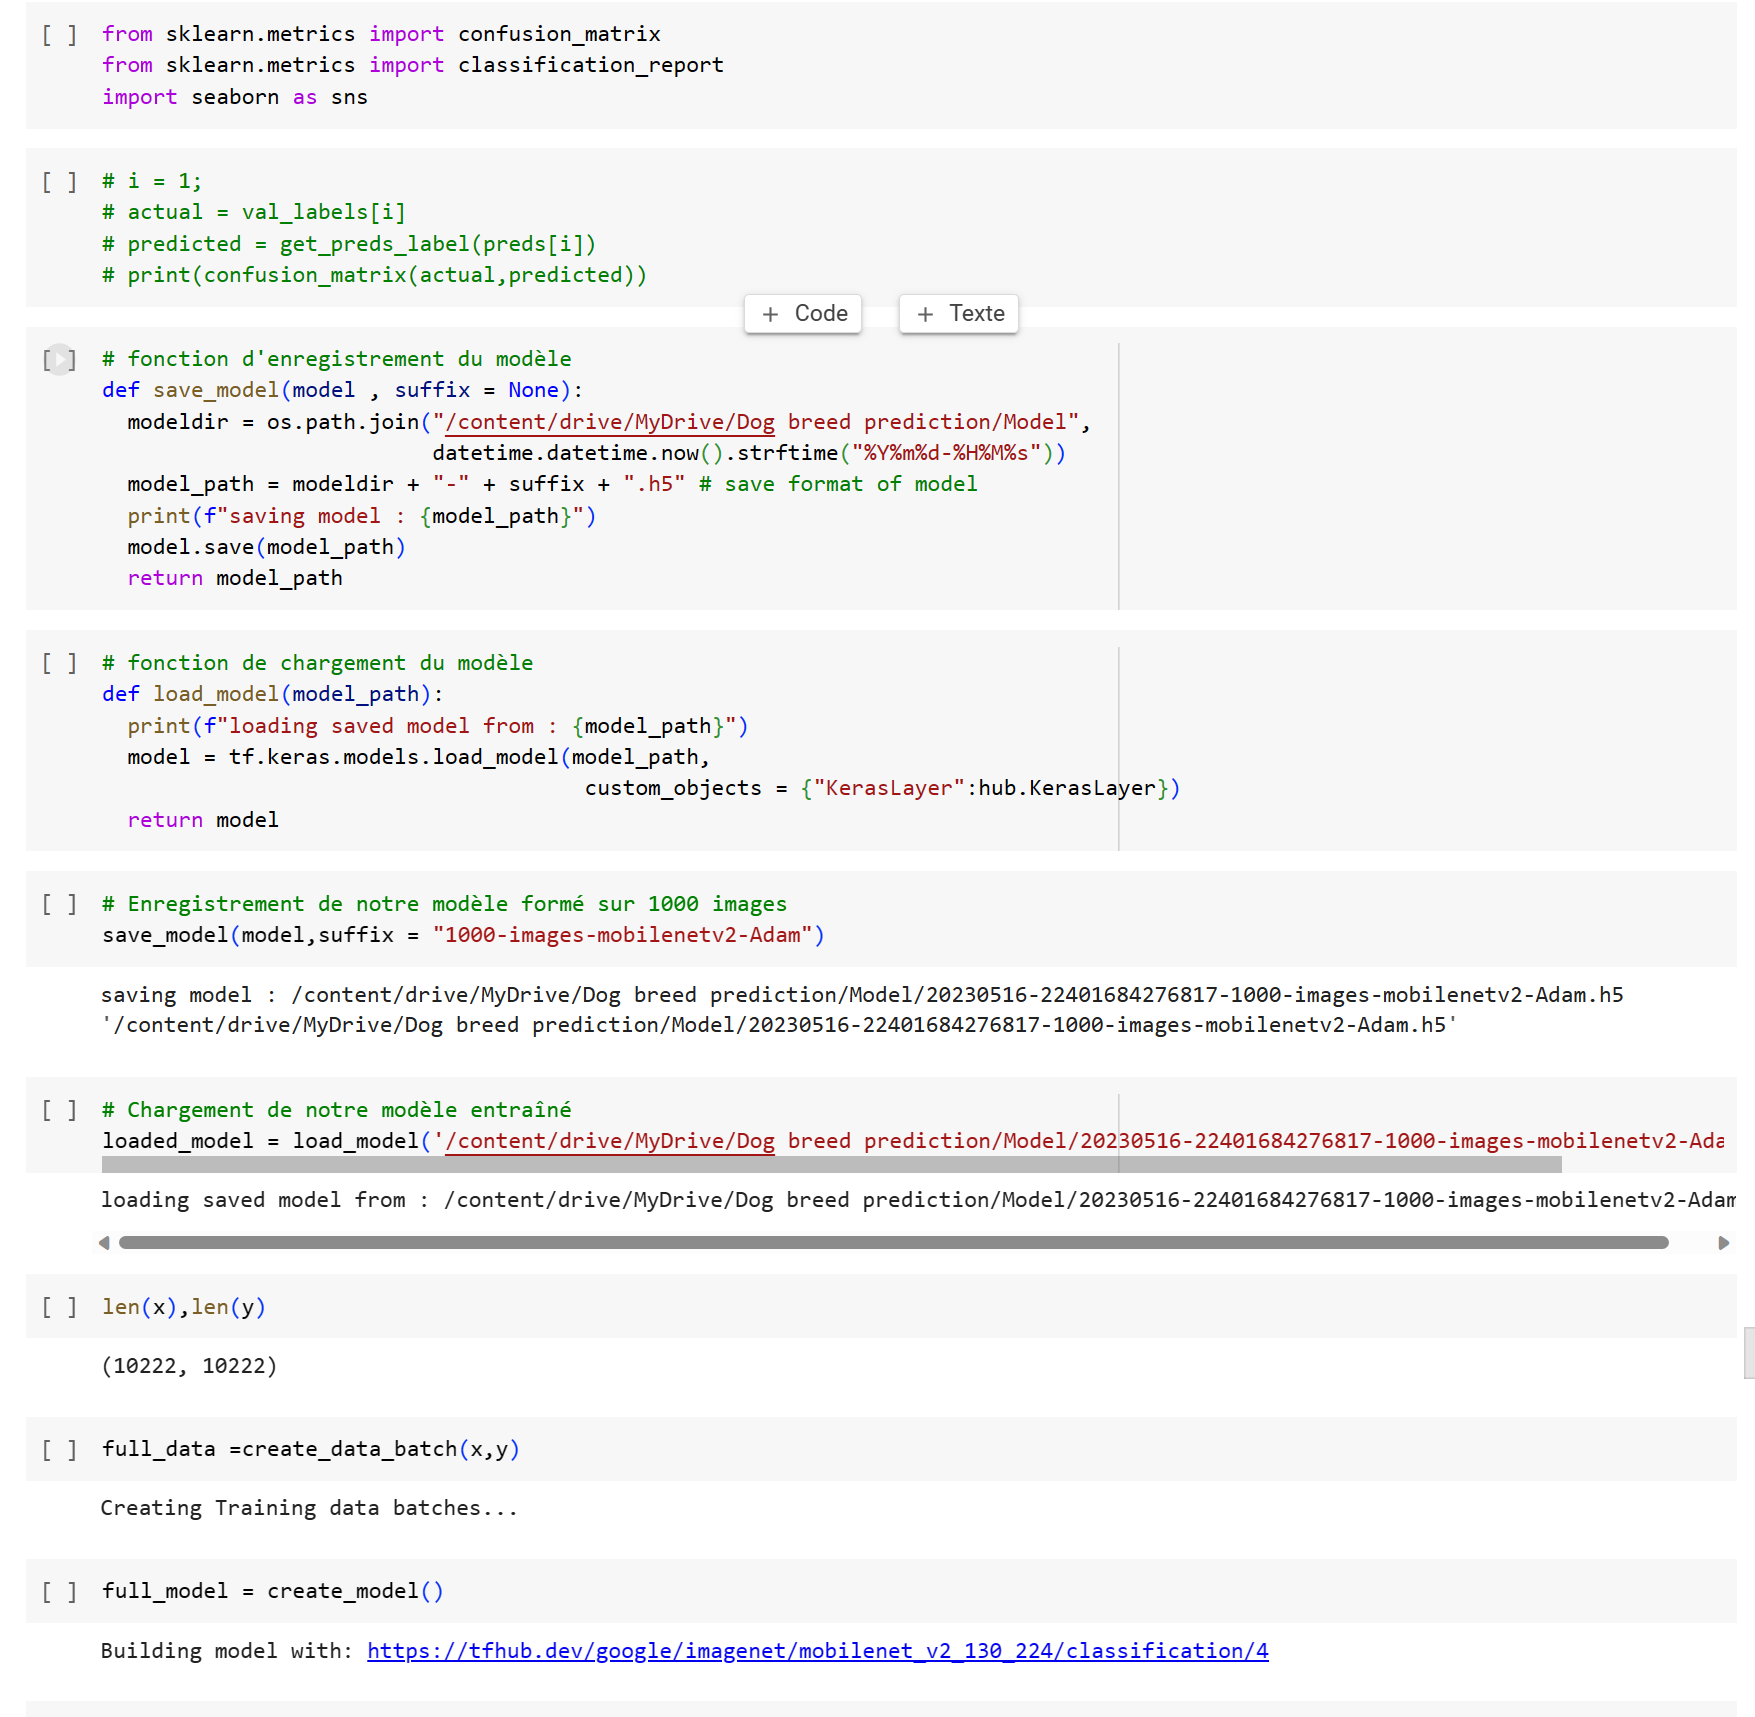 [ ] from sklearn.metrics import confusion_matrix
from sklearn.metrics import classification_report
import seaborn as sns
[ ] # i = 1;
# actual = val_labels[i]
# predicted = get_preds_label(preds[i])
# print(confusion_matrix(actual,predicted))
+ Code + Texte
[ ] # fonction d'enregistrement du modèle
def save_model(model , suffix = None):
  modeldir = os.path.join("/content/drive/MyDrive/Dog breed prediction/Model",
                          datetime.datetime.now().strftime("%Y%m%d-%H%M%s"))
  model_path = modeldir + "-" + suffix + ".h5" # save format of model
  print(f"saving model : {model_path}")
  model.save(model_path)
  return model_path
[ ] # fonction de chargement du modèle
def load_model(model_path):
  print(f"loading saved model from : {model_path}")
  model = tf.keras.models.load_model(model_path,
                                      custom_objects = {"KerasLayer":hub.KerasLayer})
  return model
[ ] # Enregistrement de notre modèle formé sur 1000 images
save_model(model,suffix = "1000-images-mobilenetv2-Adam")
saving model : /content/drive/MyDrive/Dog breed prediction/Model/20230516-22401684276817-1000-images-mobilenetv2-Adam.h5
'/content/drive/MyDrive/Dog breed prediction/Model/20230516-22401684276817-1000-images-mobilenetv2-Adam.h5'
[ ] # Chargement de notre modèle entraîné
loaded_model = load_model('/content/drive/MyDrive/Dog breed prediction/Model/20230516-22401684276817-1000-images-mobilenetv2-Ada
loading saved model from : /content/drive/MyDrive/Dog breed prediction/Model/20230516-22401684276817-1000-images-mobilenetv2-Adam
[ ] len(x),len(y)
(10222, 10222)
[ ] full_data =create_data_batch(x,y)
Creating Training data batches...
[ ] full_model = create_model()
Building model with: https://tfhub.dev/google/imagenet/mobilenet_v2_130_224/classification/4